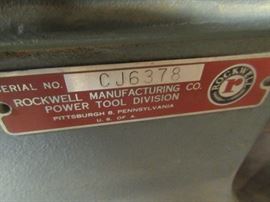 SERIAL NO. CJ6378
ROCKWELL MANUFACTURING CO.
POWER TOOL DIVISION
PITTSBURGH 8, PENNSYLVANIA
U. S. OF A.
ROCKWELL
R